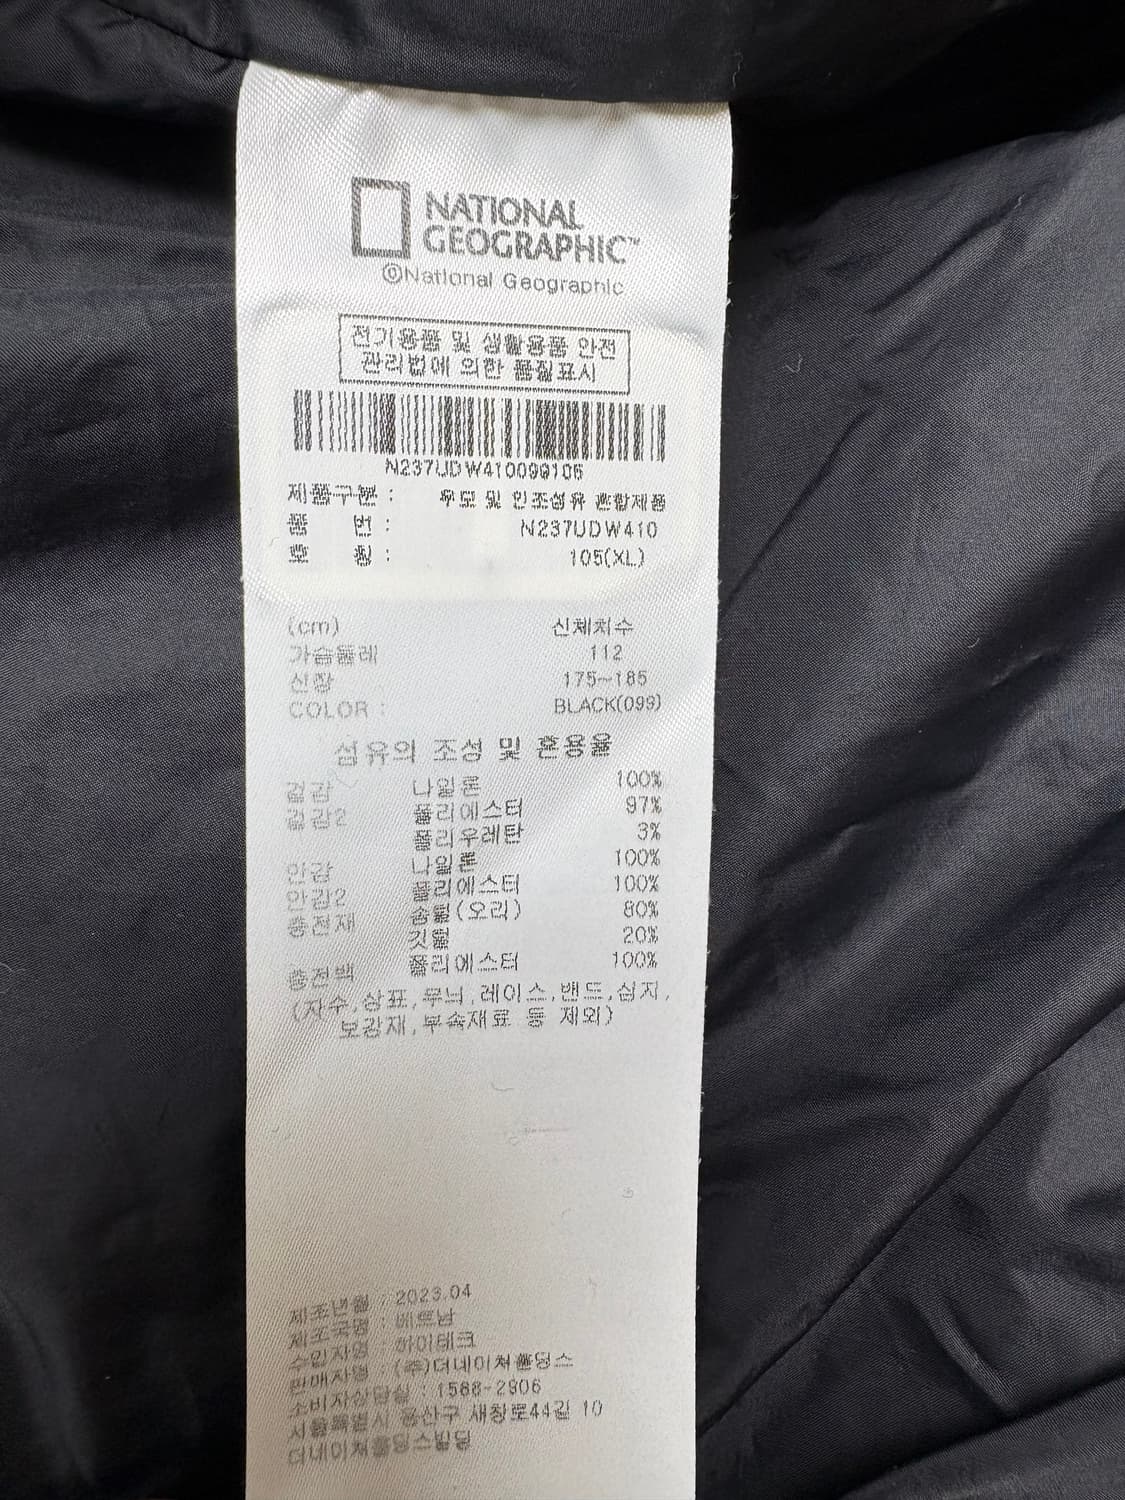 NATIONAL
GEOGRAPHIC™
©National Geographic
전기용품 및 생활용품 안전
관리법에 의한 품질표시
N237UDW410099105
제품구분 : 우모 및 인조섬유 혼합제품
품 번 : N237UDW410
호 칭 : 105(XL)
(cm) 신체치수
가슴둘레 112
신장 175~185
COLOR : BLACK(099)
섬유의 조성 및 혼용율
겉감 나일론 100%
겉감2 폴리에스터 97%
폴리우레탄 3%
안감 나일론 100%
안감2 폴리에스터 100%
충전재 솜털(오리) 80%
깃털 20%
충전백 폴리에스터 100%
(자수,상표,무늬,레이스,밴드,심지,
보강재,부속재료 등 제외)
제조년월 : 2023.04
제조국명 : 베트남
수입자명 : 하이테크
판매자명 : (주)더네이쳐홀딩스
소비자상담실 : 1588-2906
서울특별시 용산구 새창로44길 10
더네이쳐홀딩스빌딩